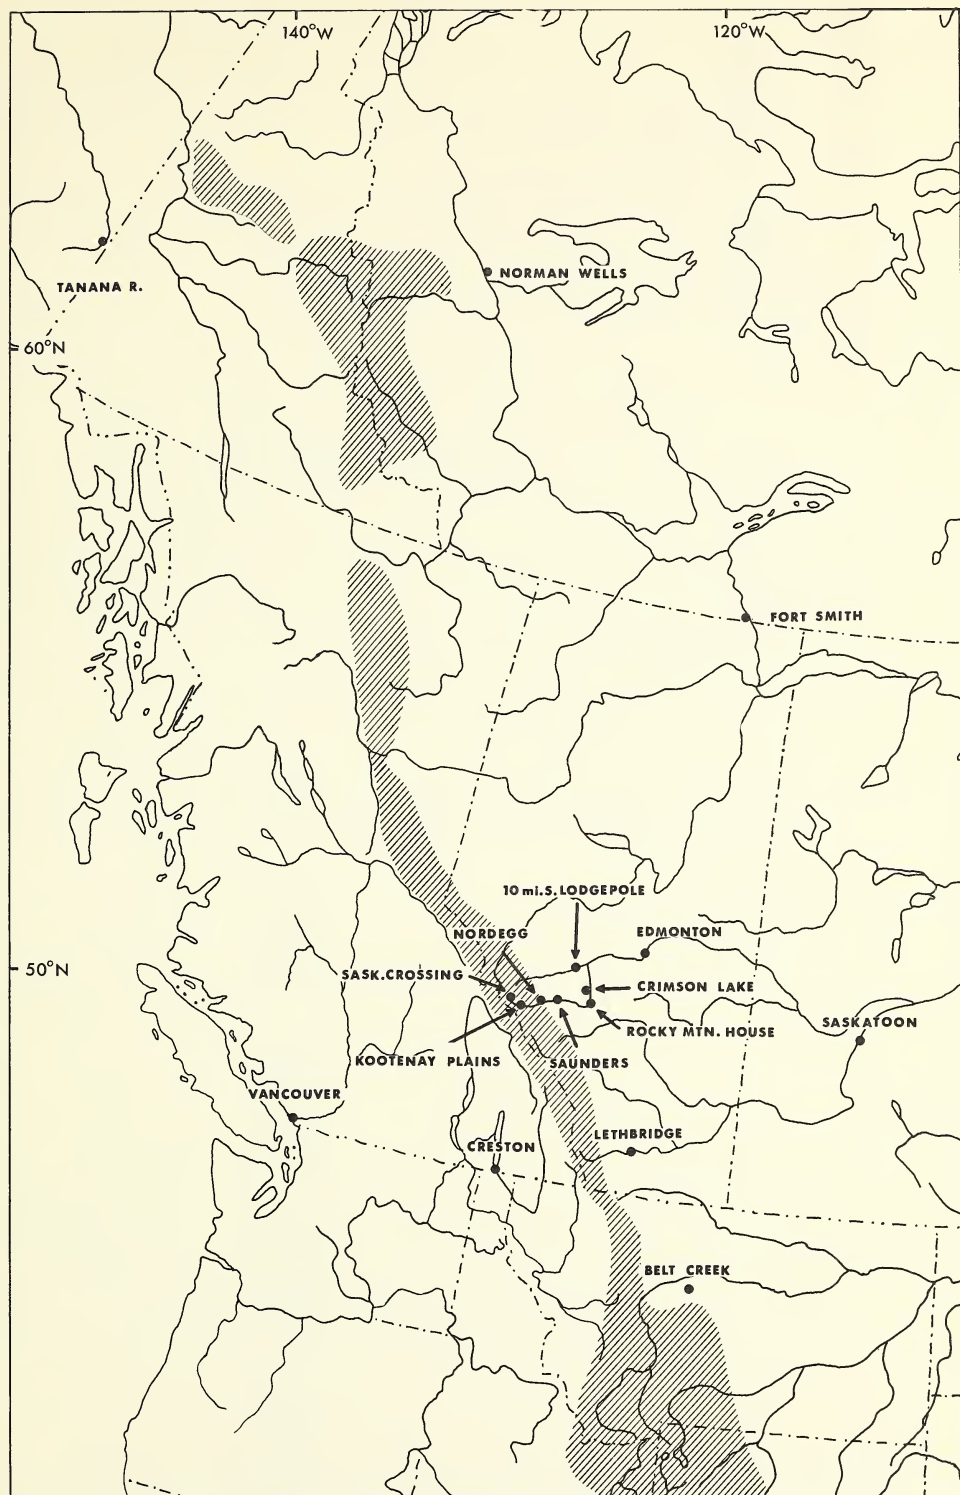 140°W
120°W
NORMAN WELLS
TANANA R.
60°N
FORT SMITH
10 mi.S.LODGEPOLE
NORDEGG
EDMONTON
50°N
SASK.CROSSING
CRIMSON LAKE
ROCKY MTN. HOUSE
SASKATOON
KOOTENAY PLAINS
SAUNDERS
VANCOUVER
LETHBRIDGE
CRESTON
BELT CREEK